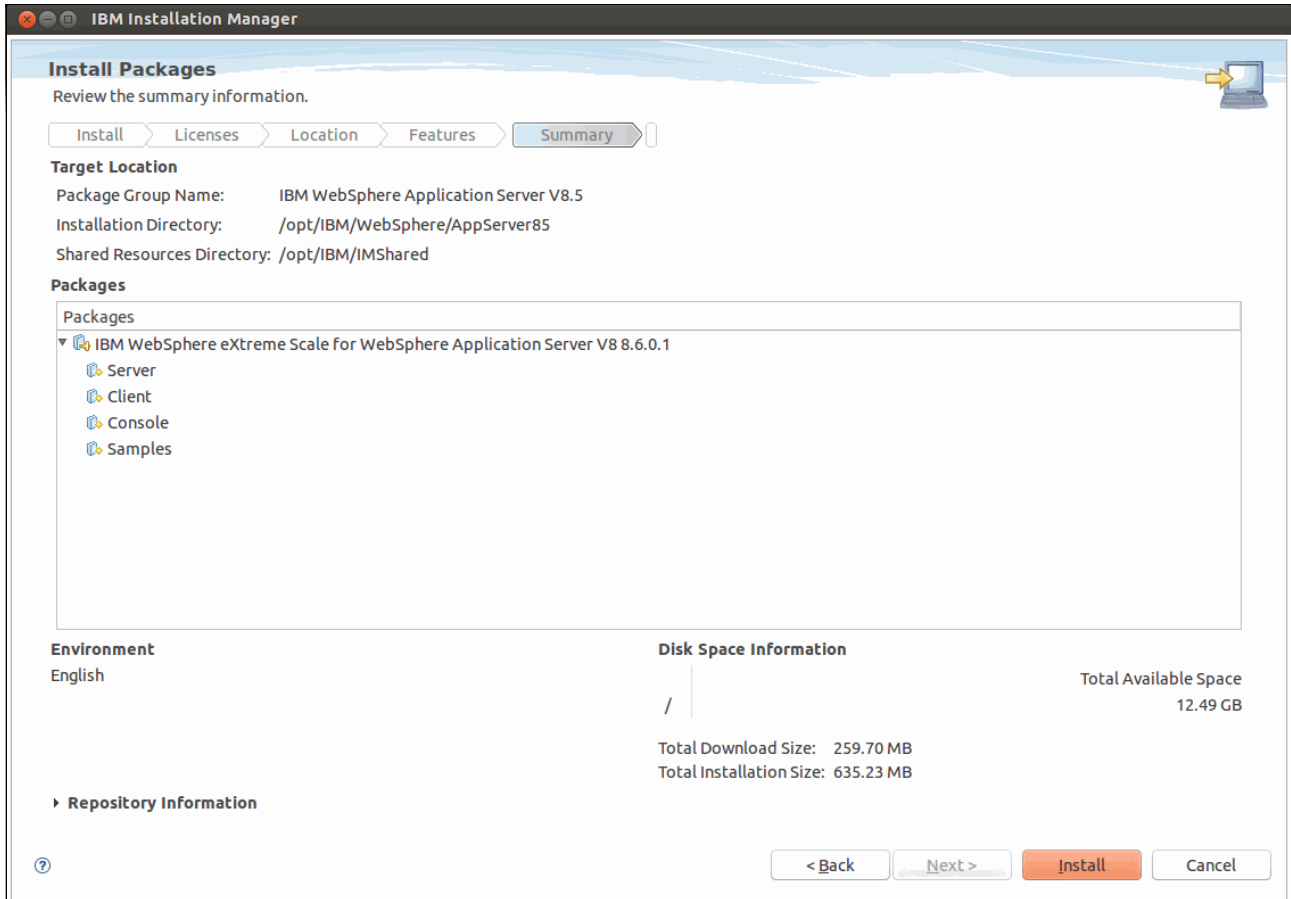 IBM Installation Manager
Install Packages
Review the summary information.
Install Licenses Location Features Summary
Target Location
Package Group Name: IBM WebSphere Application Server V8.5
Installation Directory: /opt/IBM/WebSphere/AppServer85
Shared Resources Directory: /opt/IBM/IMShared
Packages
Packages
IBM WebSphere eXtreme Scale for WebSphere Application Server V8 8.6.0.1
Server
Client
Console
Samples
Environment
English
Disk Space Information
Total Available Space
/ 12.49 GB
Total Download Size: 259.70 MB
Total Installation Size: 635.23 MB
Repository Information
? < Back Next > Install Cancel